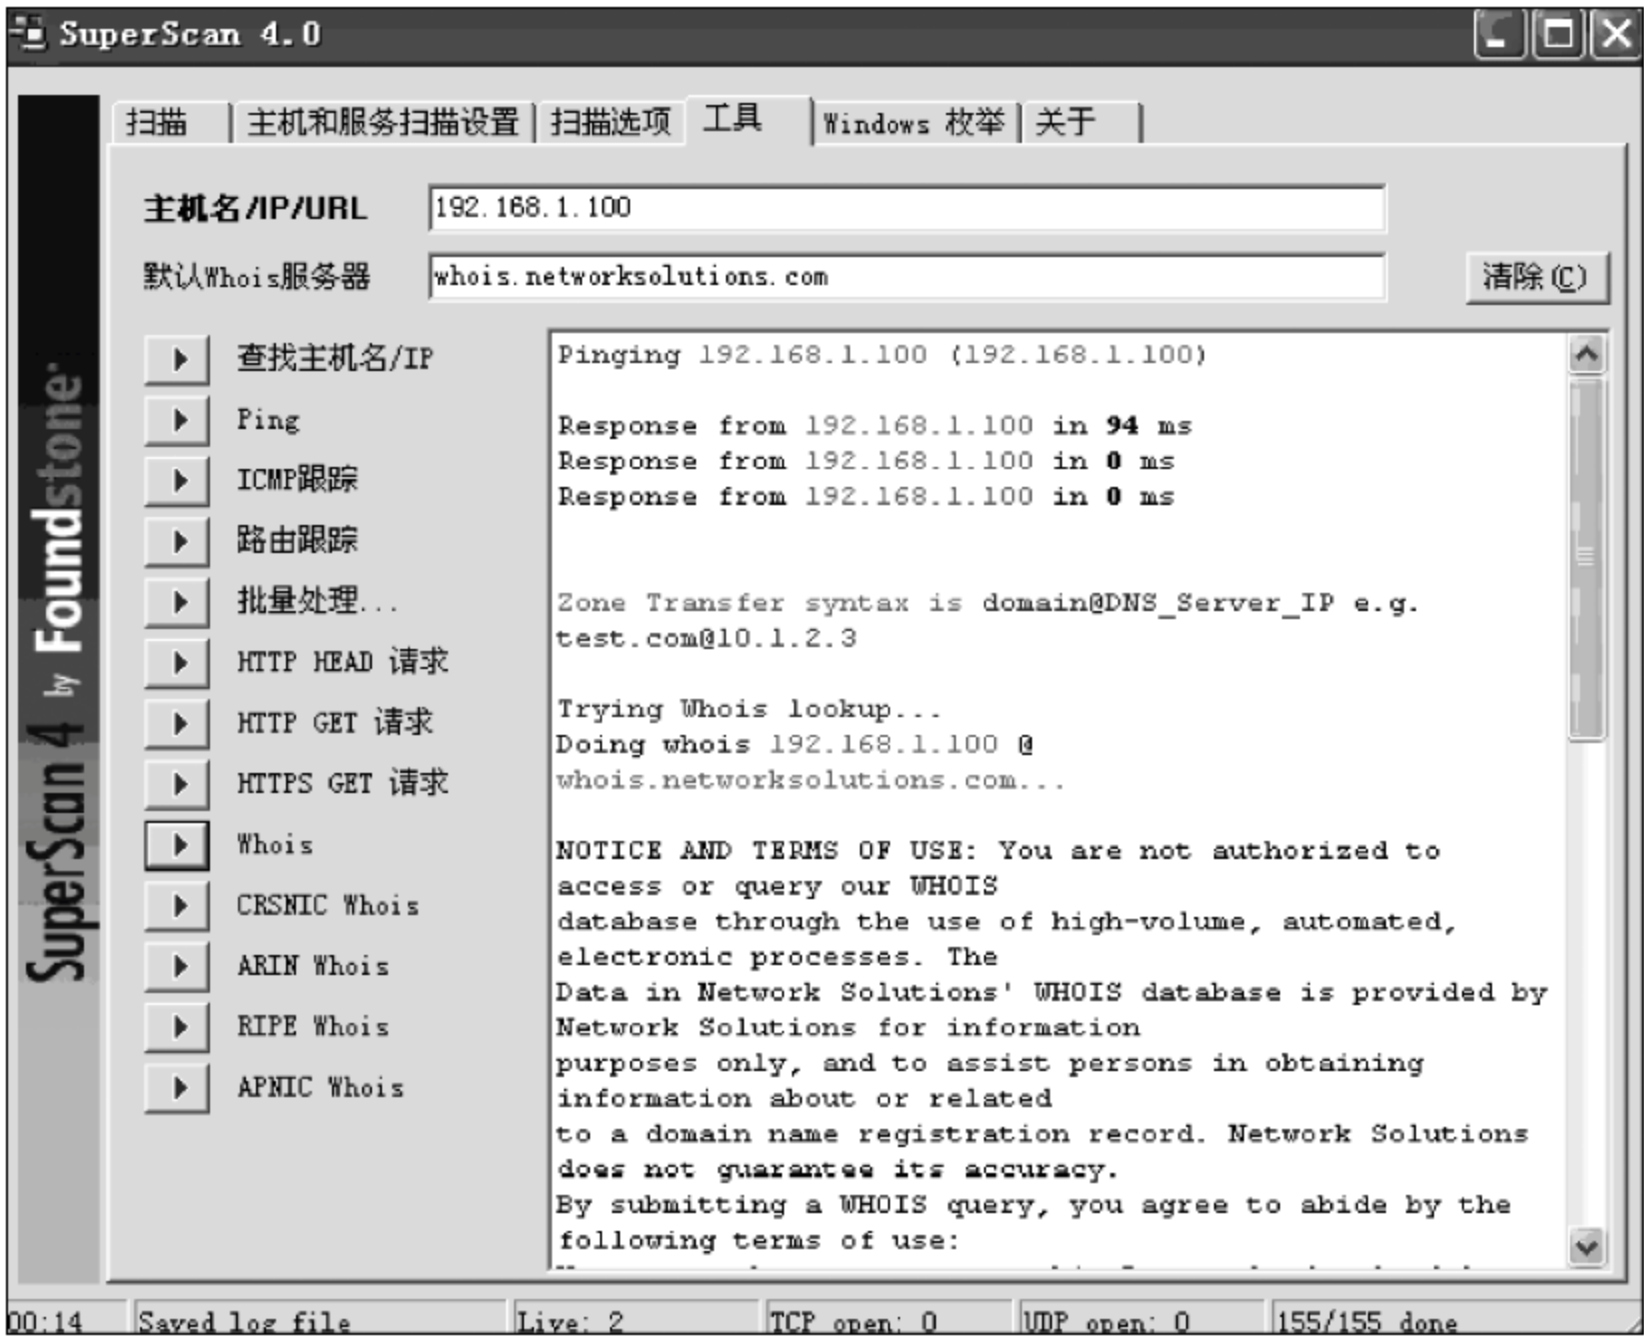 SuperScan 4.0
扫描
主机和服务扫描设置
扫描选项
工具
Windows 枚举
关于
主机名/IP/URL
192.168.1.100
默认Whois服务器
whois.networksolutions.com
清除(C)
查找主机名/IP
Ping
ICMP跟踪
路由跟踪
批量处理...
HTTP HEAD 请求
HTTP GET 请求
HTTPS GET 请求
Whois
CRSNIC Whois
ARIN Whois
RIPE Whois
APNIC Whois
Pinging 192.168.1.100 (192.168.1.100)
Response from 192.168.1.100 in 94 ms
Response from 192.168.1.100 in 0 ms
Response from 192.168.1.100 in 0 ms
Zone Transfer syntax is domain@DNS_Server_IP e.g.
test.com@10.1.2.3
Trying Whois lookup...
Doing whois 192.168.1.100 @
whois.networksolutions.com...
NOTICE AND TERMS OF USE: You are not authorized to
access or query our WHOIS
database through the use of high-volume, automated,
electronic processes. The
Data in Network Solutions' WHOIS database is provided by
Network Solutions for information
purposes only, and to assist persons in obtaining
information about or related
to a domain name registration record. Network Solutions
does not guarantee its accuracy.
By submitting a WHOIS query, you agree to abide by the
following terms of use:
SuperScan 4 by Foundstone
00:14
Saved log file
Live: 2
TCP open: 0
UDP open: 0
155/155 done